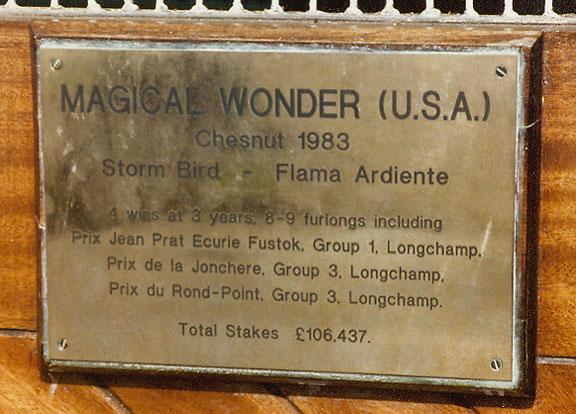 MAGICAL WONDER (U.S.A.)
Chesnut 1983
Storm Bird - Flama Ardiente
4 wins at 3 years, 8-9 furlongs including
Prix Jean Prat Ecurie Fustok, Group 1, Longchamp,
Prix de la Jonchere, Group 3, Longchamp,
Prix du Rond-Point, Group 3, Longchamp.
Total Stakes £106,437.